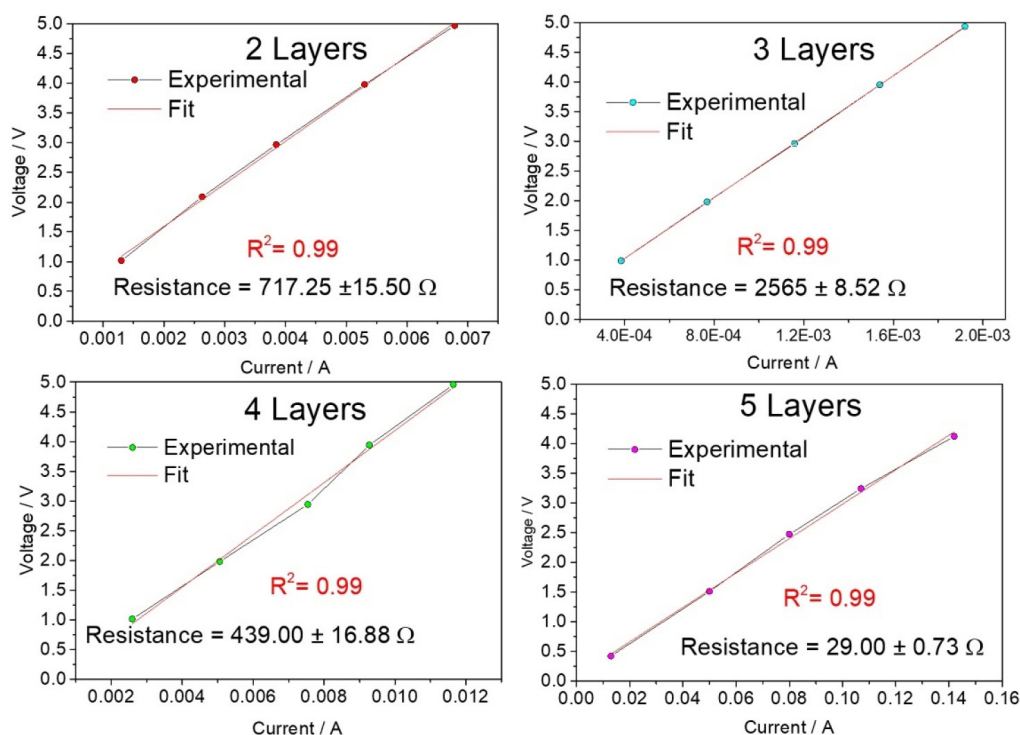 2 Layers
Experimental
Fit
R²= 0.99
Resistance = 717.25 ±15.50 Ω
Voltage / V
5.0
4.5
4.0
3.5
3.0
2.5
2.0
1.5
1.0
0.5
0.0
0.001 0.002 0.003 0.004 0.005 0.006 0.007
Current / A
3 Layers
Experimental
Fit
R²= 0.99
Resistance = 2565 ± 8.52 Ω
Voltage / V
5.0
4.5
4.0
3.5
3.0
2.5
2.0
1.5
1.0
0.5
0.0
4.0E-04 8.0E-04 1.2E-03 1.6E-03 2.0E-03
Current / A
4 Layers
Experimental
Fit
R²= 0.99
Resistance = 439.00 ± 16.88 Ω
Voltage / V
5.0
4.5
4.0
3.5
3.0
2.5
2.0
1.5
1.0
0.5
0.0
0.002 0.004 0.006 0.008 0.010 0.012
Current / A
5 Layers
Experimental
Fit
R²= 0.99
Resistance = 29.00 ± 0.73 Ω
Voltage / V
5.0
4.5
4.0
3.5
3.0
2.5
2.0
1.5
1.0
0.5
0.0
0.00 0.02 0.04 0.06 0.08 0.10 0.12 0.14 0.16
Current / A